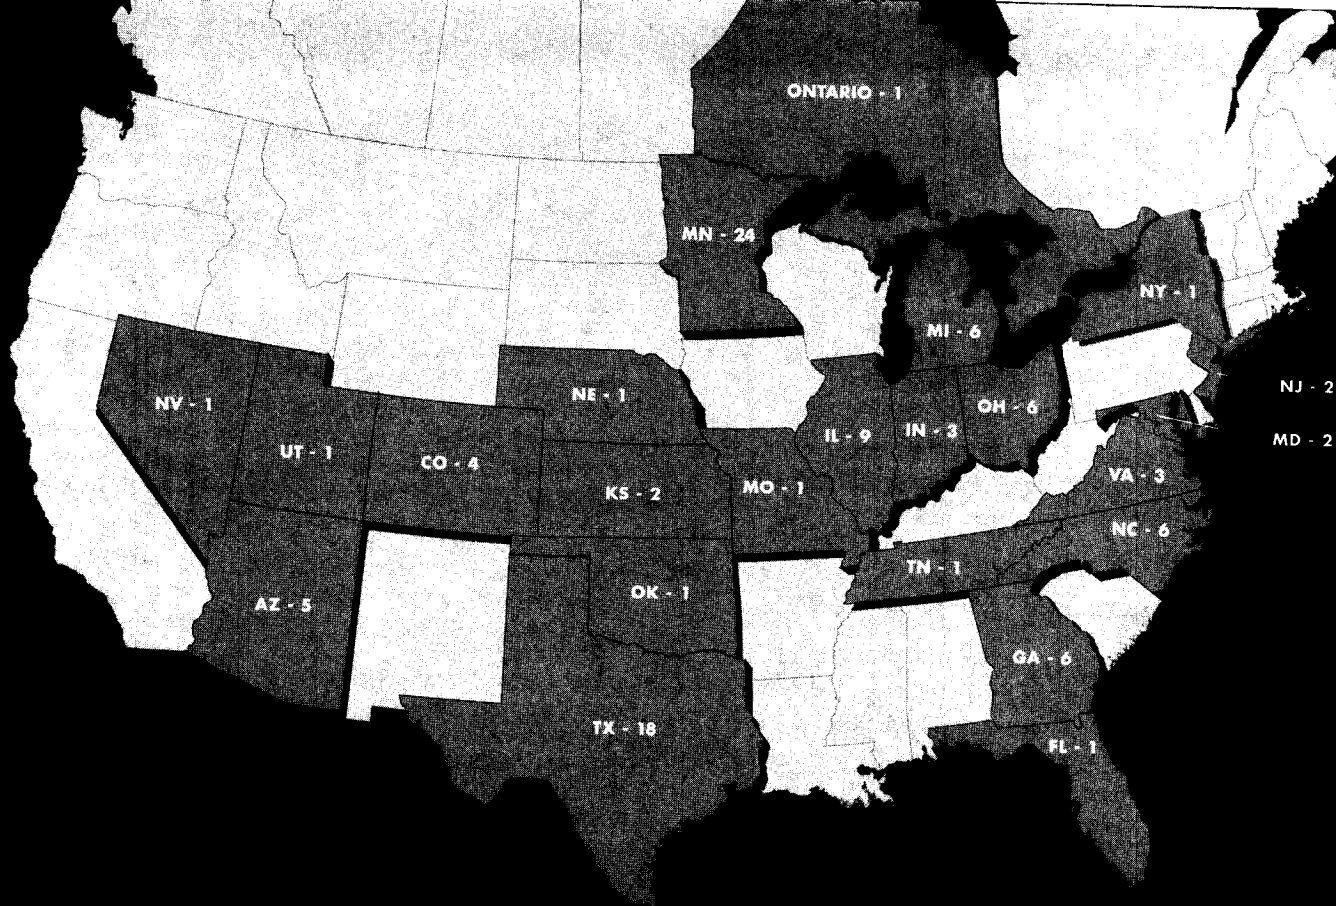 ONTARIO - 1
MN - 24
NY - 1
MI - 6
NJ - 2
NE - 1
NV - 1
OH - 6
IN - 3
IL - 9
MD - 2
UT - 1
CO - 4
VA - 3
KS - 2
MO - 1
NC - 6
TN - 1
OK - 1
AZ - 5
GA - 6
TX - 18
FL - 1